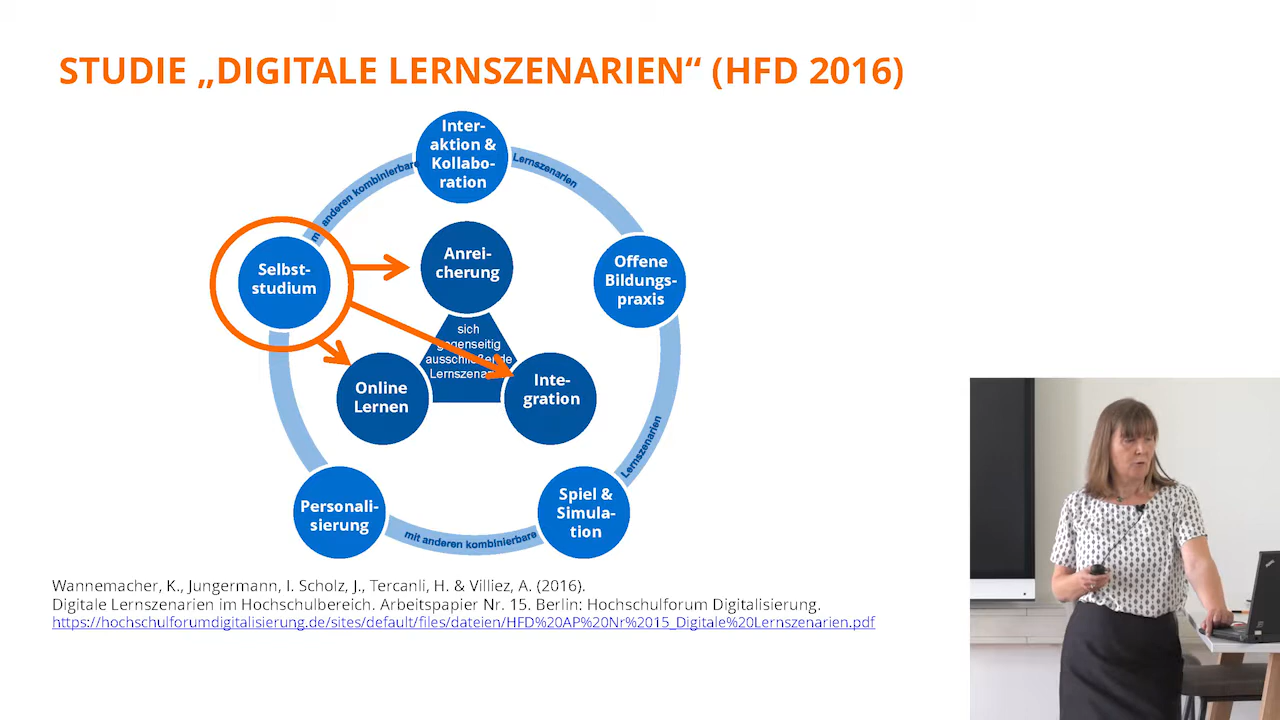 STUDIE „DIGITALE LERNSZENARIEN“ (HFD 2016)
Inter-
aktion &
Kollabo-
ration
anderen kombinierbare
Lernszenarien
Selbst-
studium
Anrei-
cherung
Offene
Bildungs-
praxis
sich
gegenseitig
ausschließende
Online
Lernen
Inte-
gration
Lernszenarien
Personali-
sierung
Spiel &
Simula-
tion
mit anderen kombinierbare
Wannemacher, K., Jungermann, I. Scholz, J., Tercanli, H. & Villiez, A. (2016).
Digitale Lernszenarien im Hochschulbereich. Arbeitspapier Nr. 15. Berlin: Hochschulforum Digitalisierung.
https://hochschulforumdigitalisierung.de/sites/default/files/dateien/HFD%20AP%20Nr%2015_Digitale%20Lernszenarien.pdf